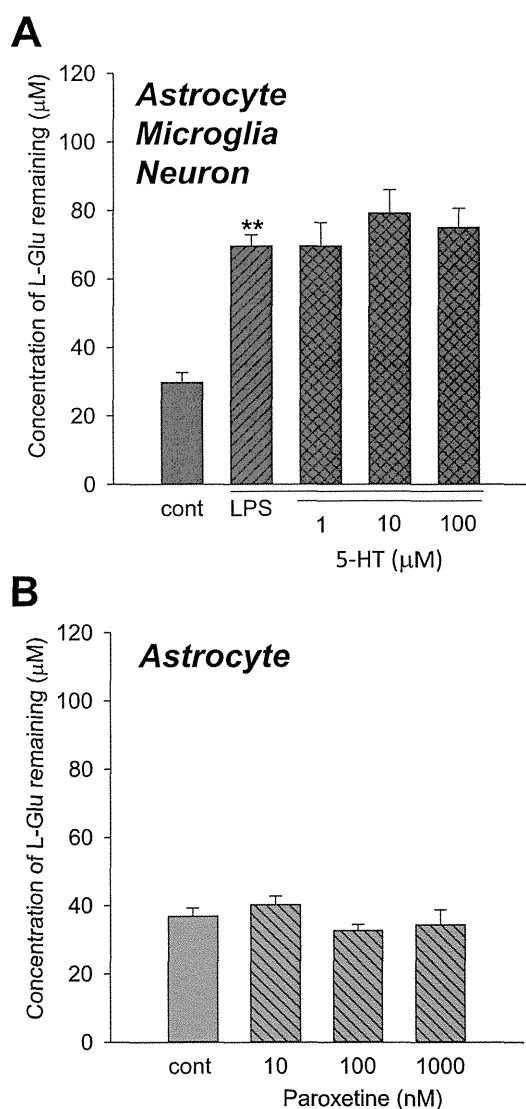 A
Concentration of L-Glu remaining (μM)
120
100
80
60
40
20
0
Astrocyte
Microglia
Neuron
**
cont
LPS
1
10
100
5-HT (μM)
B
Concentration of L-Glu remaining (μM)
120
100
80
60
40
20
0
Astrocyte
cont
10
100
1000
Paroxetine (nM)